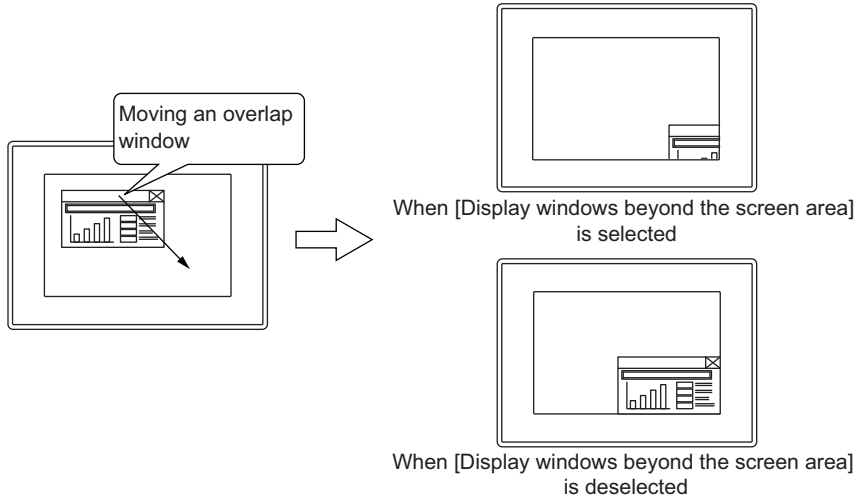 Moving an overlap
window
When [Display windows beyond the screen area]
is selected
When [Display windows beyond the screen area]
is deselected